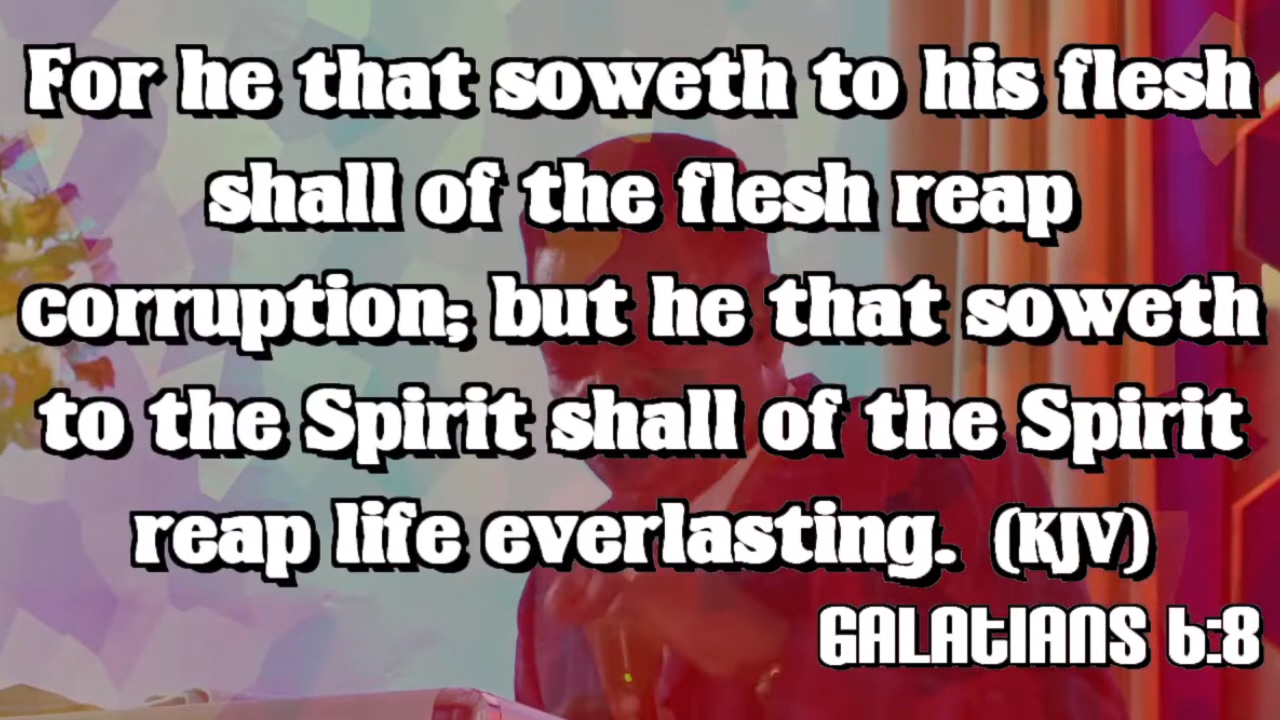 For he that soweth to his flesh
shall of the flesh reap
corruption; but he that soweth
to the Spirit shall of the Spirit
reap life everlasting. (KJV)
GALATIANS 6:8